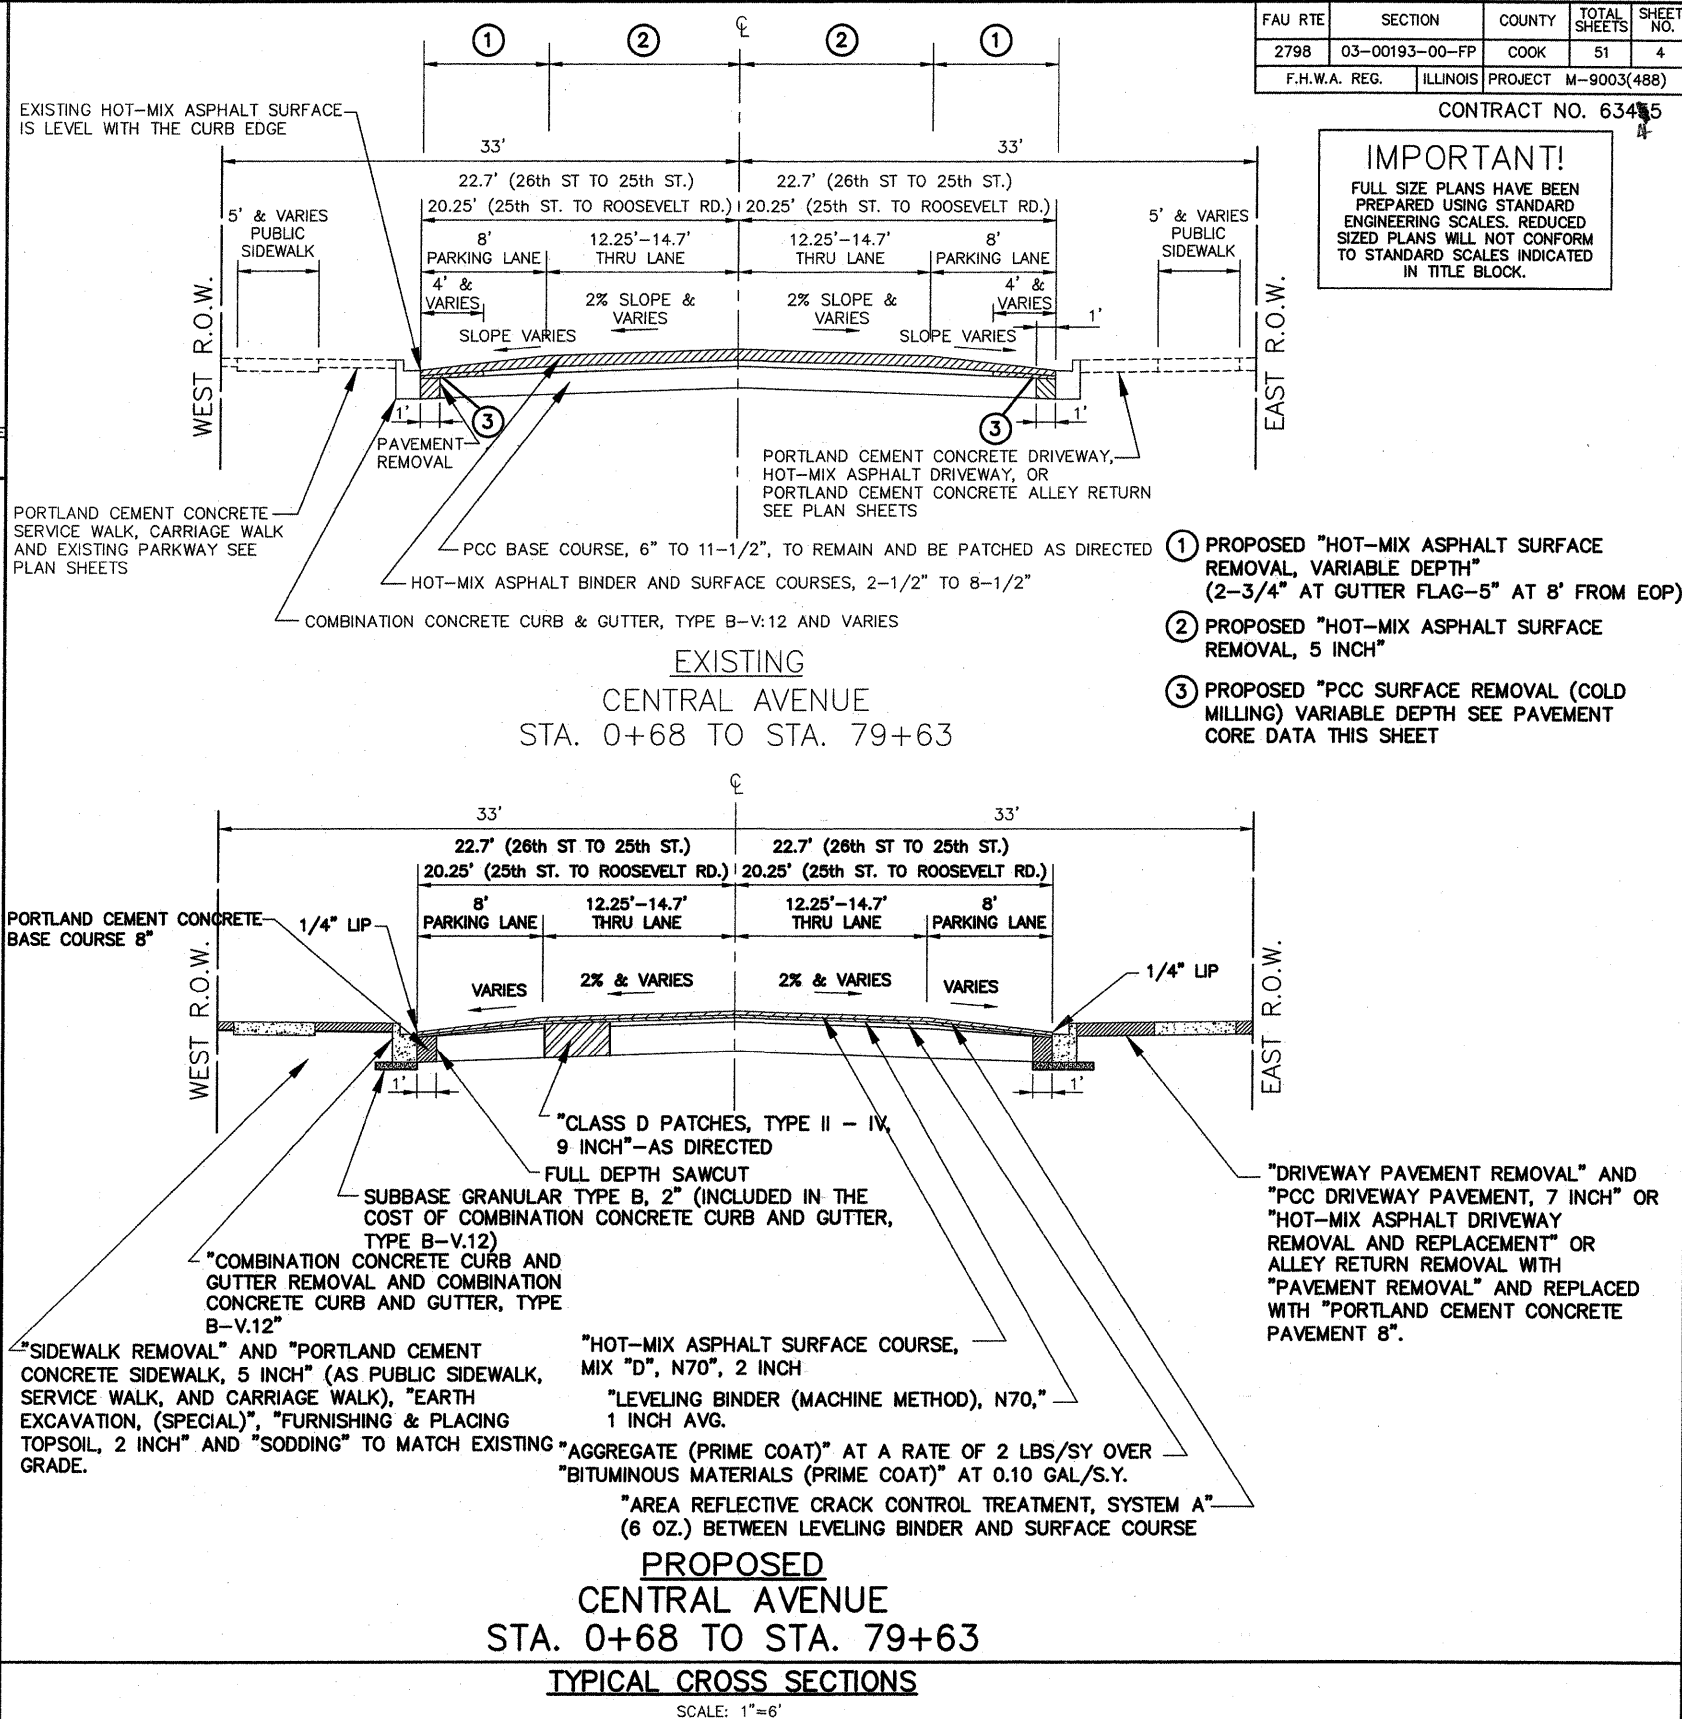 FAU RTE SECTION COUNTY TOTAL SHEETS SHEET NO.
2798 03-00193-00-FP COOK 51 4
F.H.W.A. REG. ILLINOIS PROJECT M-9003(488)
CONTRACT NO.
IMPORTANT!
FULL SIZE PLANS HAVE BEEN
PREPARED USING STANDARD
ENGINEERING SCALES. REDUCED
SIZED PLANS WILL NOT CONFORM
TO STANDARD SCALES INDICATED
IN TITLE BLOCK.
1 2 ℄ 2 1
EXISTING HOT-MIX ASPHALT SURFACE
IS LEVEL WITH THE CURB EDGE
33' 33'
22.7' (26th ST TO 25th ST.) 22.7' (26th ST TO 25th ST.)
20.25' (25th ST. TO ROOSEVELT RD.) 20.25' (25th ST. TO ROOSEVELT RD.)
5' & VARIES
PUBLIC
SIDEWALK
8'
PARKING LANE
12.25'-14.7'
THRU LANE
12.25'-14.7'
THRU LANE
8'
PARKING LANE
5' & VARIES
PUBLIC
SIDEWALK
4' &
VARIES
2% SLOPE &
VARIES
2% SLOPE &
VARIES
4' &
VARIES
1'
SLOPE VARIES SLOPE VARIES
WEST R.O.W.
EAST R.O.W.
1' 3 3 1'
PAVEMENT
REMOVAL
PORTLAND CEMENT CONCRETE DRIVEWAY,
HOT-MIX ASPHALT DRIVEWAY, OR
PORTLAND CEMENT CONCRETE ALLEY RETURN
SEE PLAN SHEETS
PORTLAND CEMENT CONCRETE
SERVICE WALK, CARRIAGE WALK
AND EXISTING PARKWAY SEE
PLAN SHEETS
PCC BASE COURSE, 6" TO 11-1/2", TO REMAIN AND BE PATCHED AS DIRECTED
HOT-MIX ASPHALT BINDER AND SURFACE COURSES, 2-1/2" TO 8-1/2"
COMBINATION CONCRETE CURB & GUTTER, TYPE B-V:12 AND VARIES
1 PROPOSED "HOT-MIX ASPHALT SURFACE
REMOVAL, VARIABLE DEPTH"
(2-3/4" AT GUTTER FLAG-5" AT 8' FROM EOP)
2 PROPOSED "HOT-MIX ASPHALT SURFACE
REMOVAL, 5 INCH"
3 PROPOSED "PCC SURFACE REMOVAL (COLD
MILLING) VARIABLE DEPTH SEE PAVEMENT
CORE DATA THIS SHEET
EXISTING
CENTRAL AVENUE
STA. 0+68 TO STA. 79+63
℄
33' 33'
22.7' (26th ST TO 25th ST.) 22.7' (26th ST TO 25th ST.)
20.25' (25th ST. TO ROOSEVELT RD.) 20.25' (25th ST. TO ROOSEVELT RD.)
8'
PARKING LANE
12.25'-14.7'
THRU LANE
12.25'-14.7'
THRU LANE
8'
PARKING LANE
PORTLAND CEMENT CONCRETE
BASE COURSE 8"
1/4" LIP
1/4" LIP
VARIES 2% & VARIES 2% & VARIES VARIES
WEST R.O.W.
EAST R.O.W.
1' 1'
"CLASS D PATCHES, TYPE II - IV,
9 INCH"-AS DIRECTED
FULL DEPTH SAWCUT
SUBBASE GRANULAR TYPE B, 2" (INCLUDED IN THE
COST OF COMBINATION CONCRETE CURB AND GUTTER,
TYPE B-V.12)
"COMBINATION CONCRETE CURB AND
GUTTER REMOVAL AND COMBINATION
CONCRETE CURB AND GUTTER, TYPE
B-V.12"
"SIDEWALK REMOVAL" AND "PORTLAND CEMENT
CONCRETE SIDEWALK, 5 INCH" (AS PUBLIC SIDEWALK,
SERVICE WALK, AND CARRIAGE WALK), "EARTH
EXCAVATION, (SPECIAL)", "FURNISHING & PLACING
TOPSOIL, 2 INCH" AND "SODDING" TO MATCH EXISTING
GRADE.
"HOT-MIX ASPHALT SURFACE COURSE,
MIX "D", N70", 2 INCH
"LEVELING BINDER (MACHINE METHOD), N70,"
1 INCH AVG.
"AGGREGATE (PRIME COAT)" AT A RATE OF 2 LBS/SY OVER
"BITUMINOUS MATERIALS (PRIME COAT)" AT 0.10 GAL/S.Y.
"AREA REFLECTIVE CRACK CONTROL TREATMENT, SYSTEM A"
(6 OZ.) BETWEEN LEVELING BINDER AND SURFACE COURSE
"DRIVEWAY PAVEMENT REMOVAL" AND
"PCC DRIVEWAY PAVEMENT, 7 INCH" OR
"HOT-MIX ASPHALT DRIVEWAY
REMOVAL AND REPLACEMENT" OR
ALLEY RETURN REMOVAL WITH
"PAVEMENT REMOVAL" AND REPLACED
WITH "PORTLAND CEMENT CONCRETE
PAVEMENT 8".
PROPOSED
CENTRAL AVENUE
STA. 0+68 TO STA. 79+63
TYPICAL CROSS SECTIONS
SCALE: 1"=6'